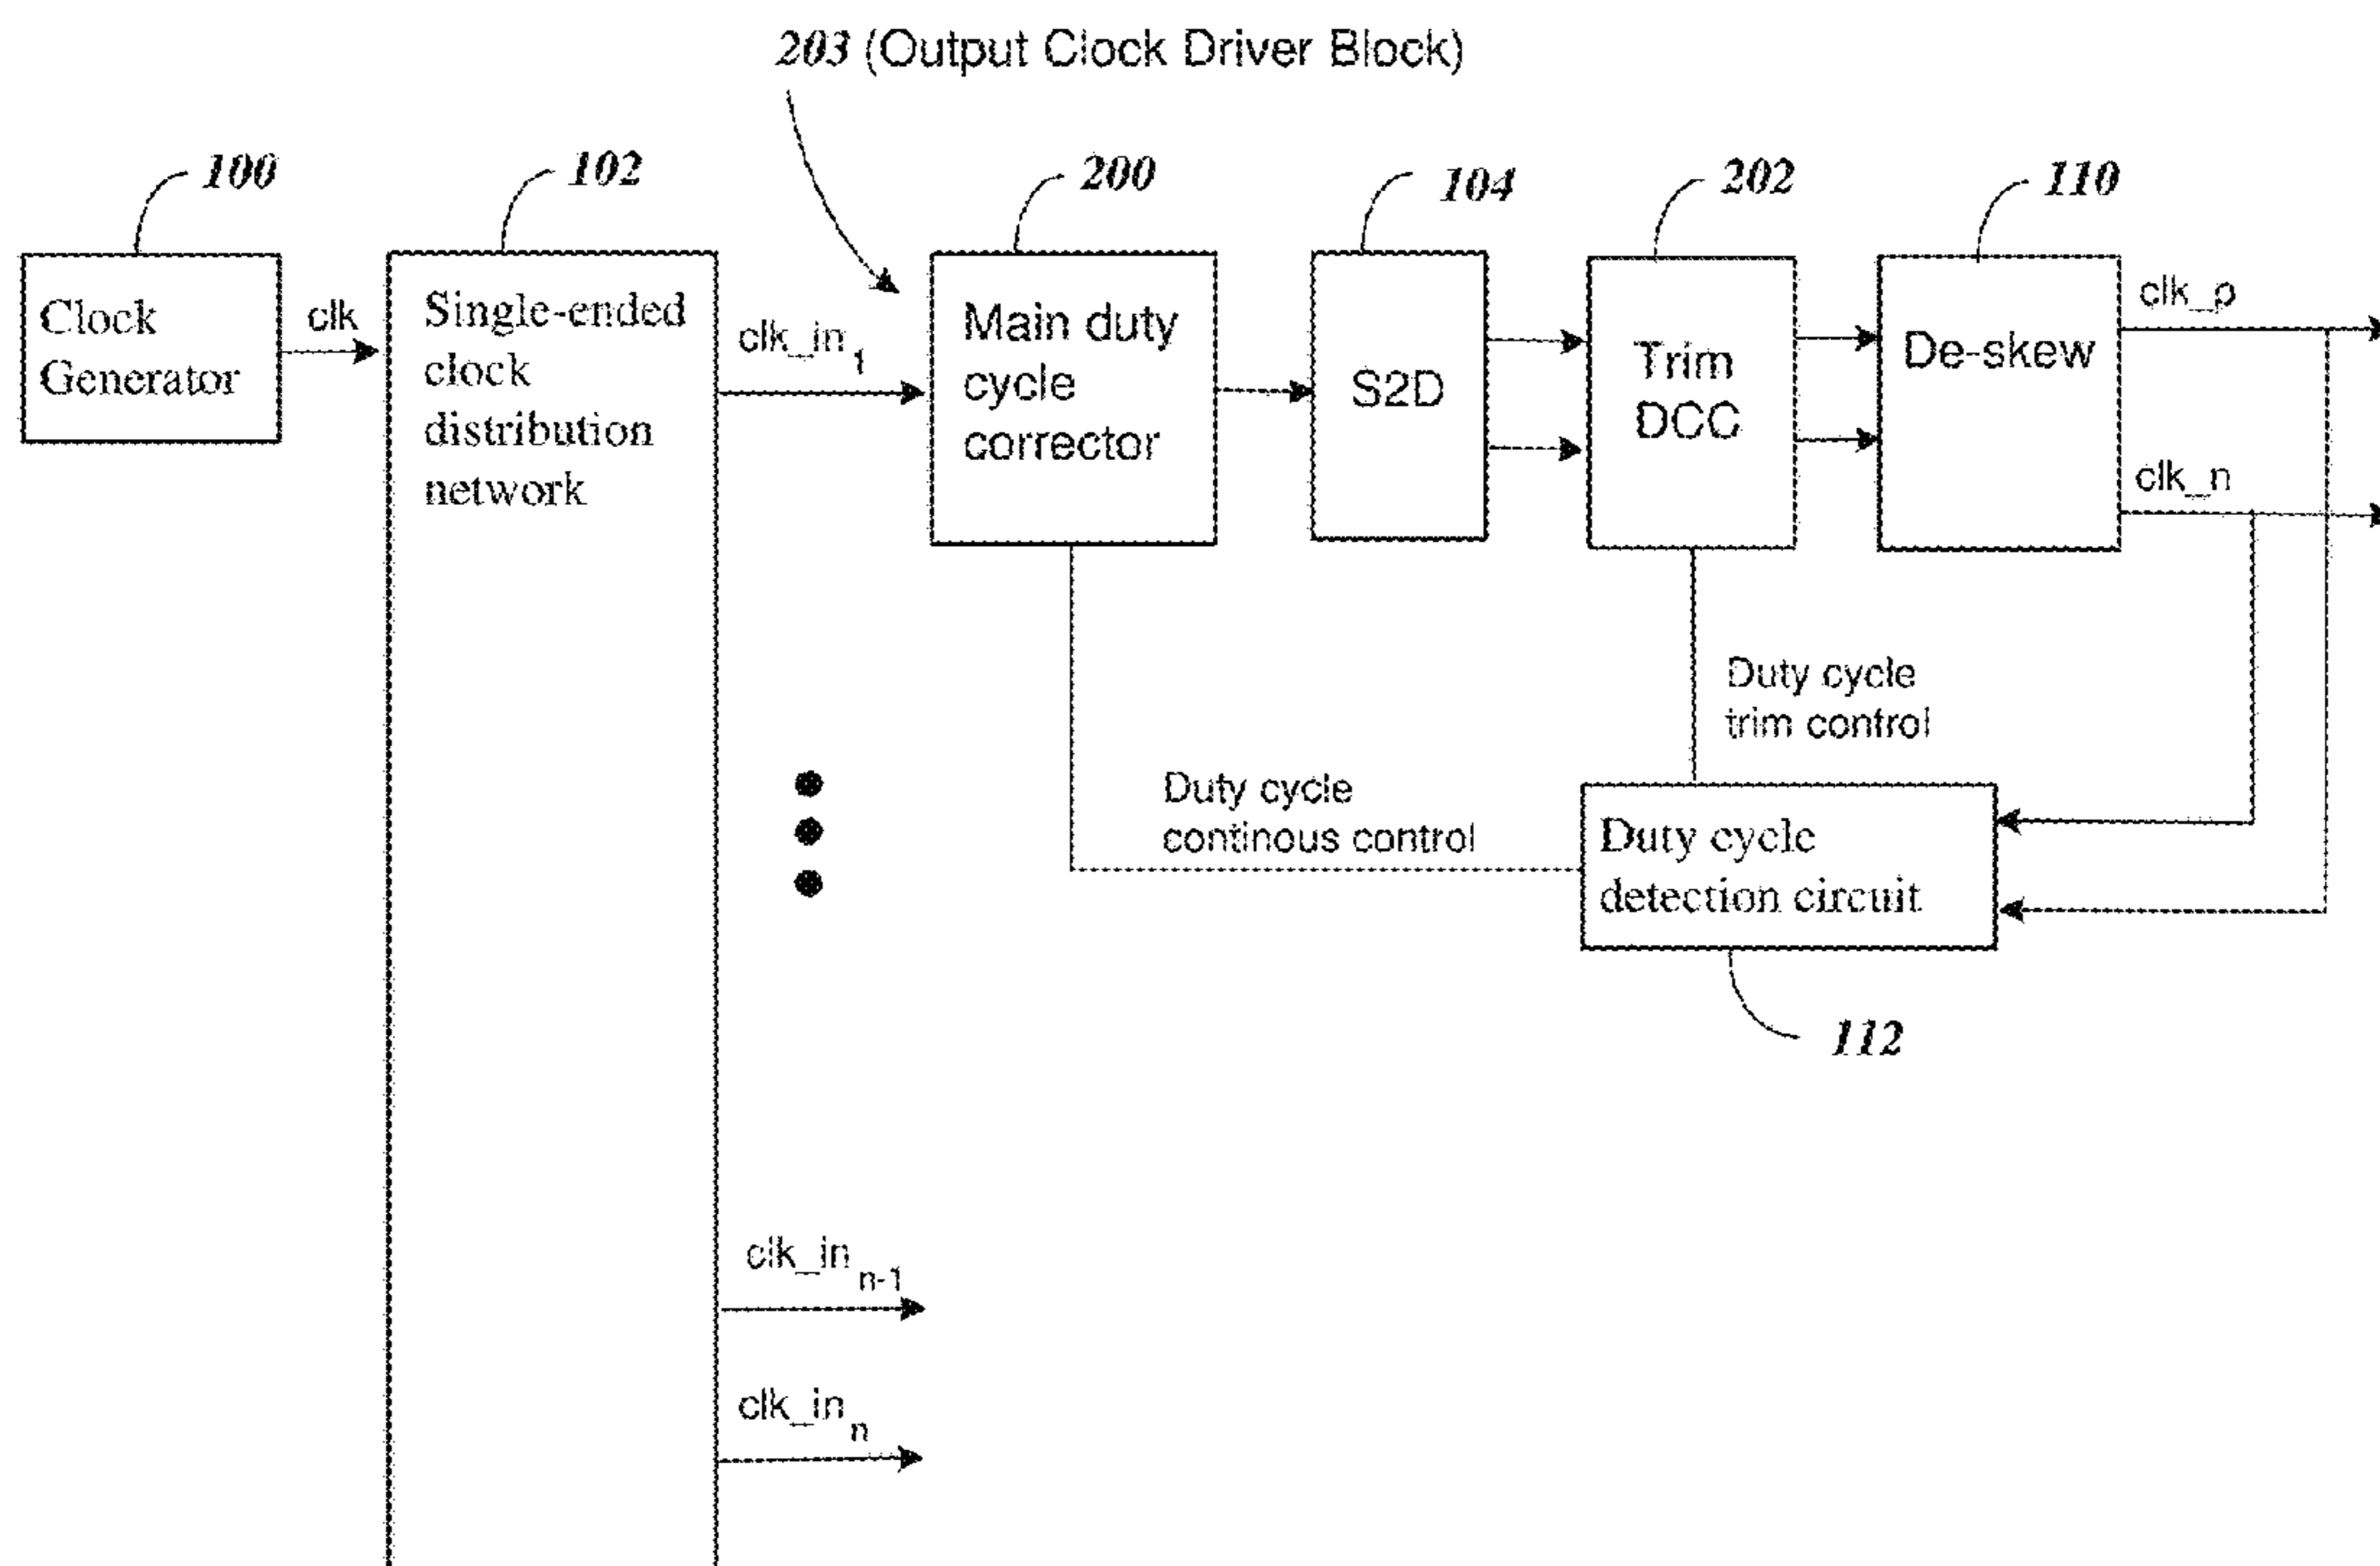 203 (Output Clock Driver Block)
100
102
200
104
202
110
Clock
Generator
clk
Single-ended
clock
distribution
network
clk_in1
Main duty
cycle
corrector
S2D
Trim
DCC
De-skew
clk_p
clk_n
Duty cycle
trim control
Duty cycle
continous control
Duty cycle
detection circuit
112
clk_in n-1
clk_in n